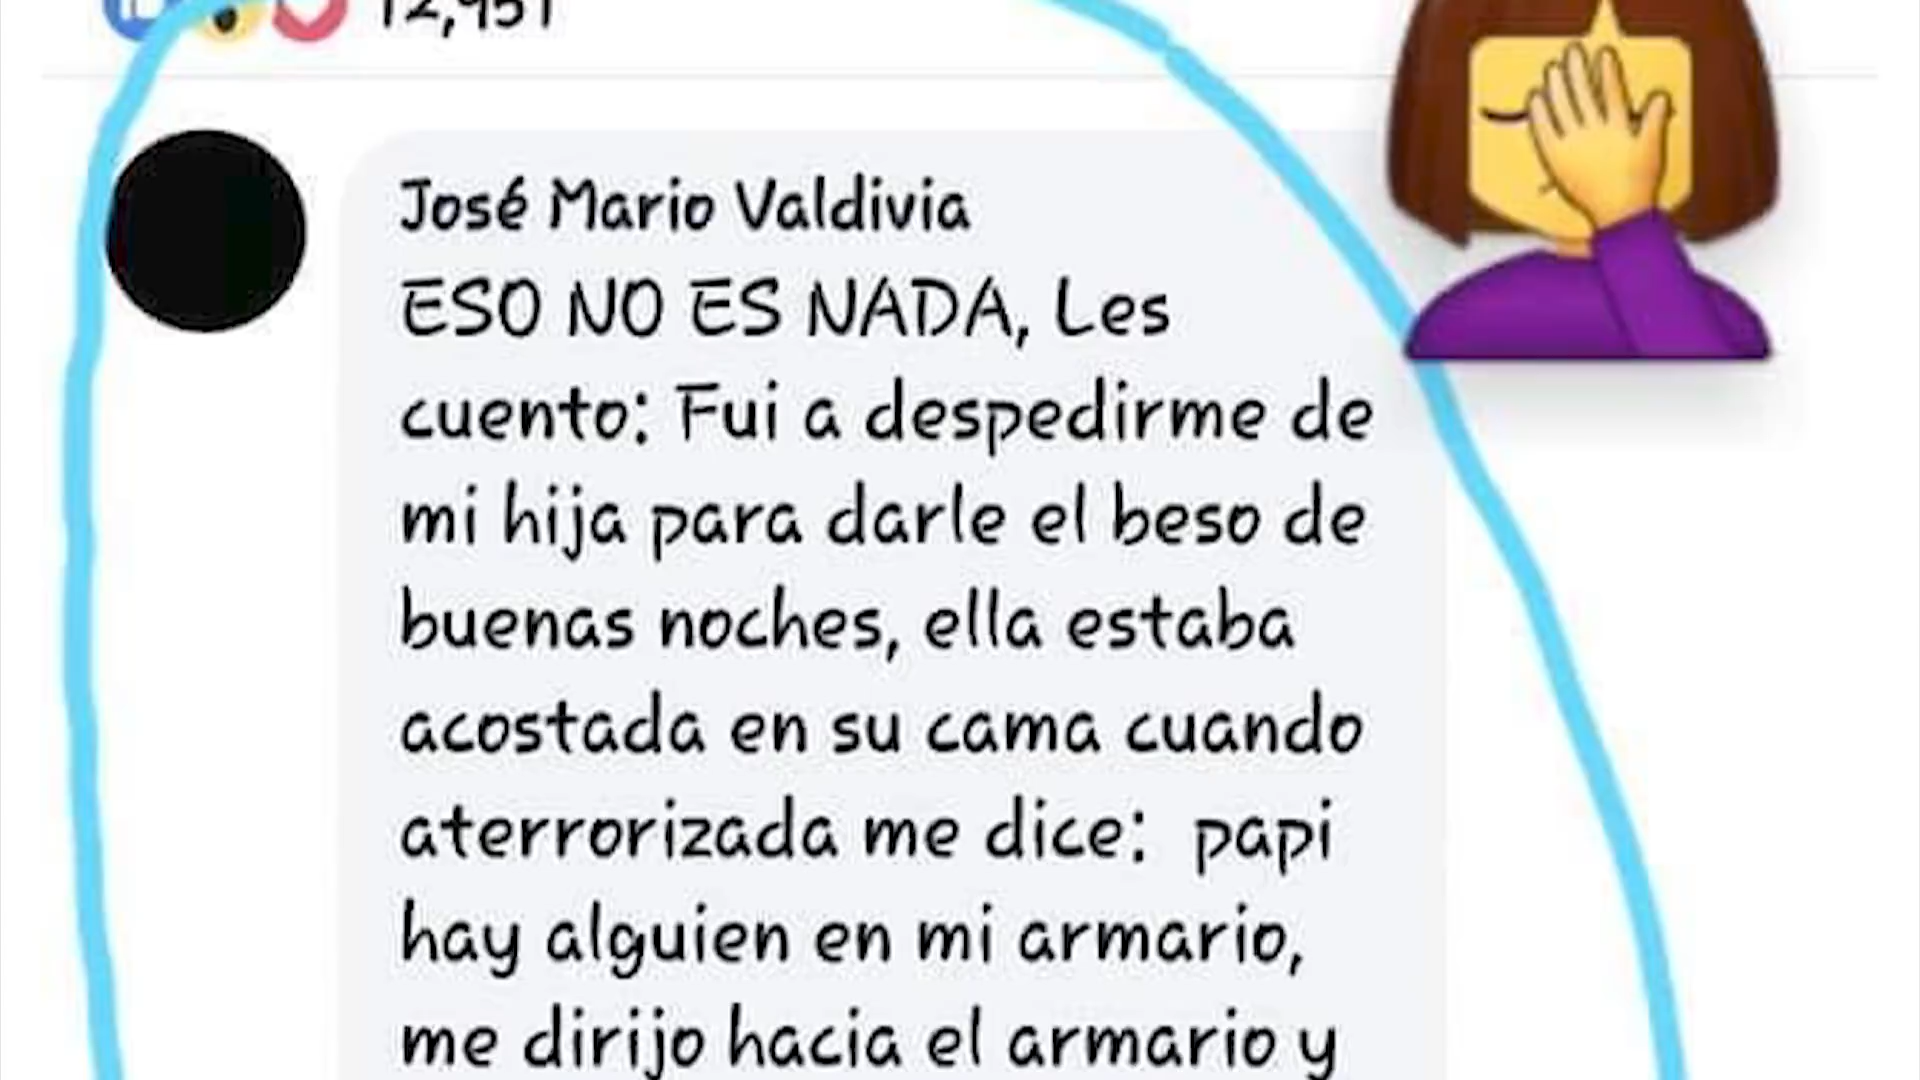 José Mario Valdivia
ESO NO ES NADA, Les
cuento: Fui a despedirme de
mi hija para darle el beso de
buenas noches, ella estaba
acostada en su cama cuando
aterrorizada me dice: papi
hay alguien en mi armario,
me dirijo hacia el armario y